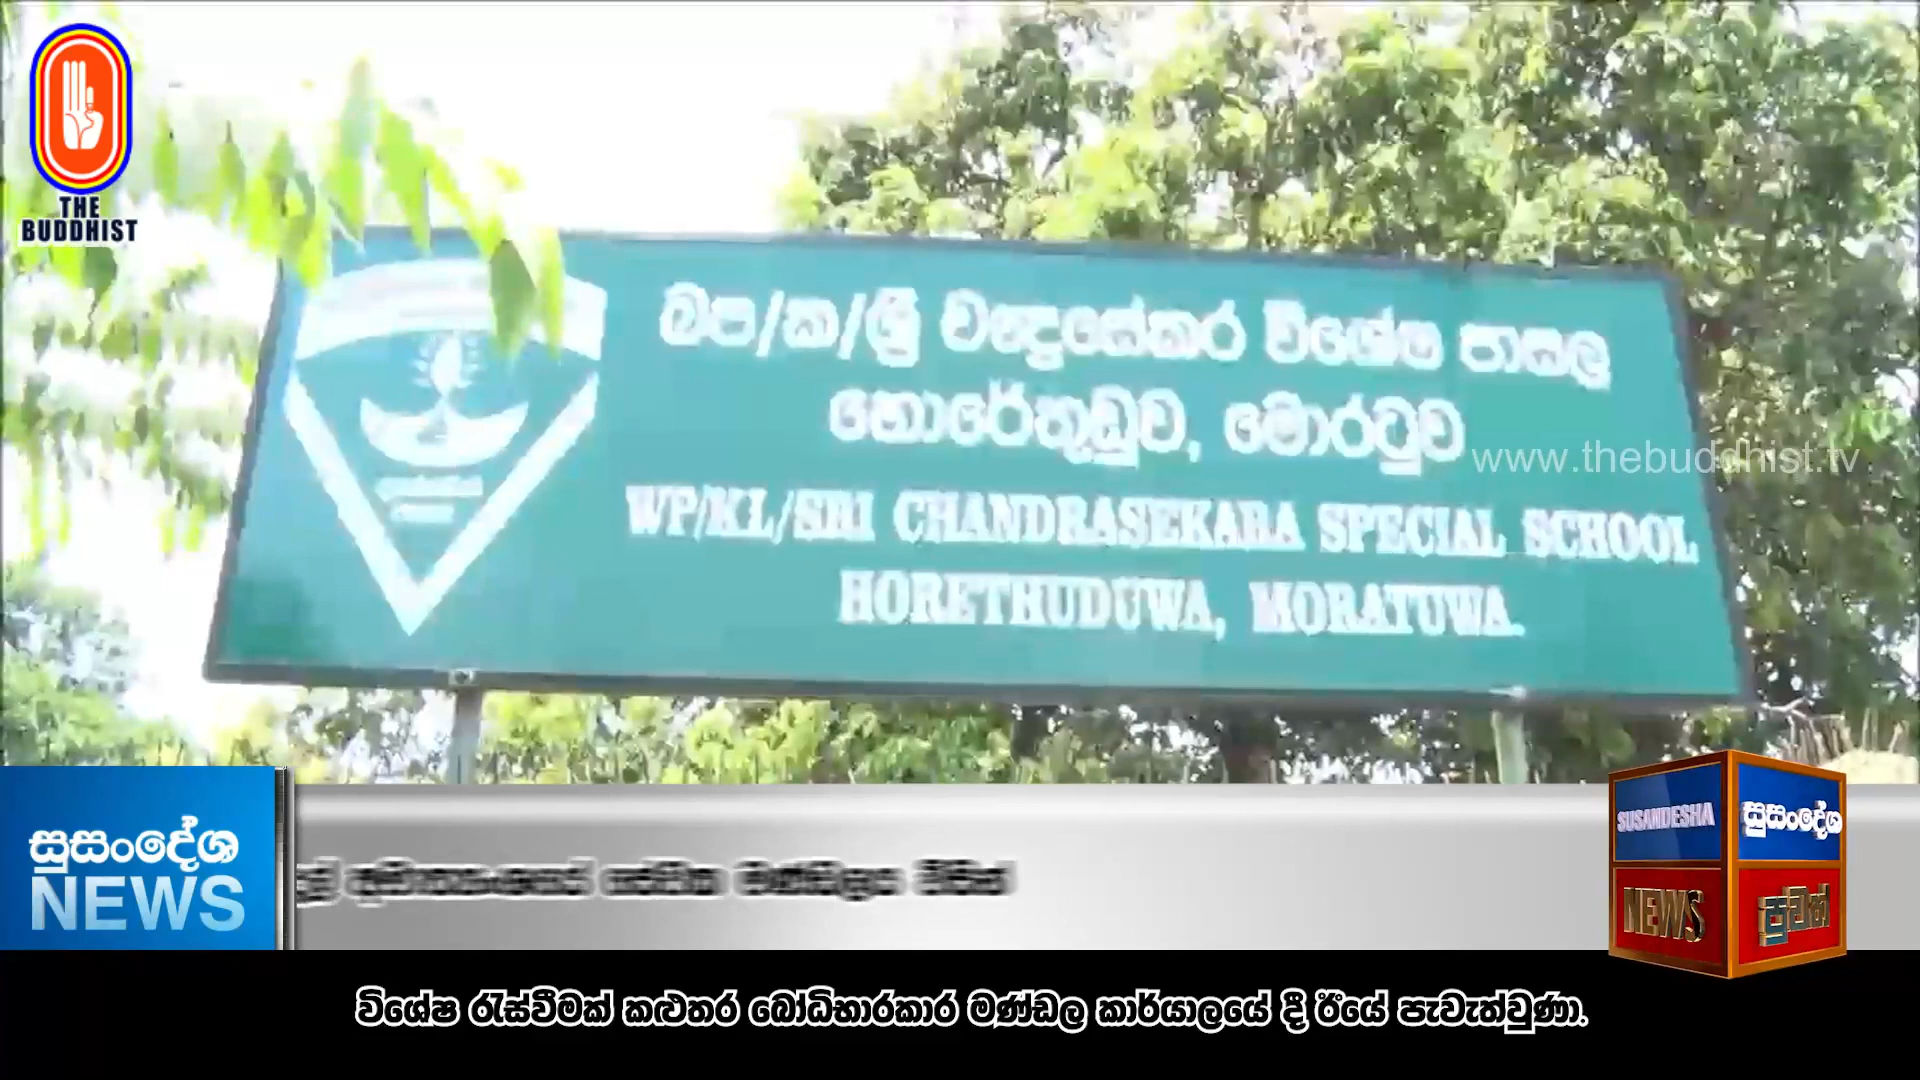 THE
BUDDHIST
බප/ක/ශ්‍රී චන්ද්‍රසේකර විශේෂ පාසල
හොරේතුඩුව, මොරටුව
www.thebuddhist.tv
WP/KL/SRI CHANDRASEKARA SPECIAL SCHOOL
HORETHUDUWA, MORATUWA.
සුසංදේශ
NEWS
SUSANDESHA
සුසංදේශ
NEWS
පුවත්
විශේෂ රැස්වීමක් කළුතර බෝධිභාරකාර මණ්ඩල කාර්යාලයේ දී ඊයේ පැවැත්වුණා.